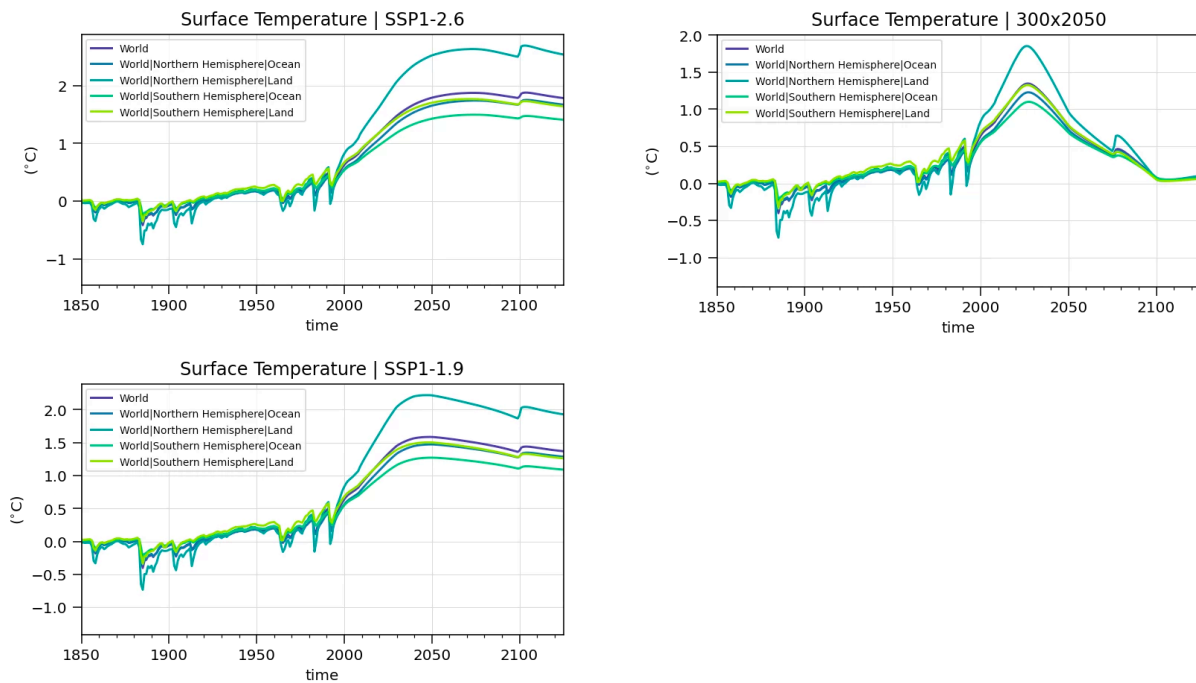 Surface Temperature | SSP1-2.6
World
World|Northern Hemisphere|Ocean
World|Northern Hemisphere|Land
World|Southern Hemisphere|Ocean
World|Southern Hemisphere|Land
2
1
0
−1
(°C)
1850 1900 1950 2000 2050 2100
time
Surface Temperature | 300x2050
World
World|Northern Hemisphere|Ocean
World|Northern Hemisphere|Land
World|Southern Hemisphere|Ocean
World|Southern Hemisphere|Land
2.0
1.5
1.0
0.5
0.0
−0.5
−1.0
(°C)
1850 1900 1950 2000 2050 2100
time
Surface Temperature | SSP1-1.9
World
World|Northern Hemisphere|Ocean
World|Northern Hemisphere|Land
World|Southern Hemisphere|Ocean
World|Southern Hemisphere|Land
2.0
1.5
1.0
0.5
0.0
−0.5
−1.0
(°C)
1850 1900 1950 2000 2050 2100
time